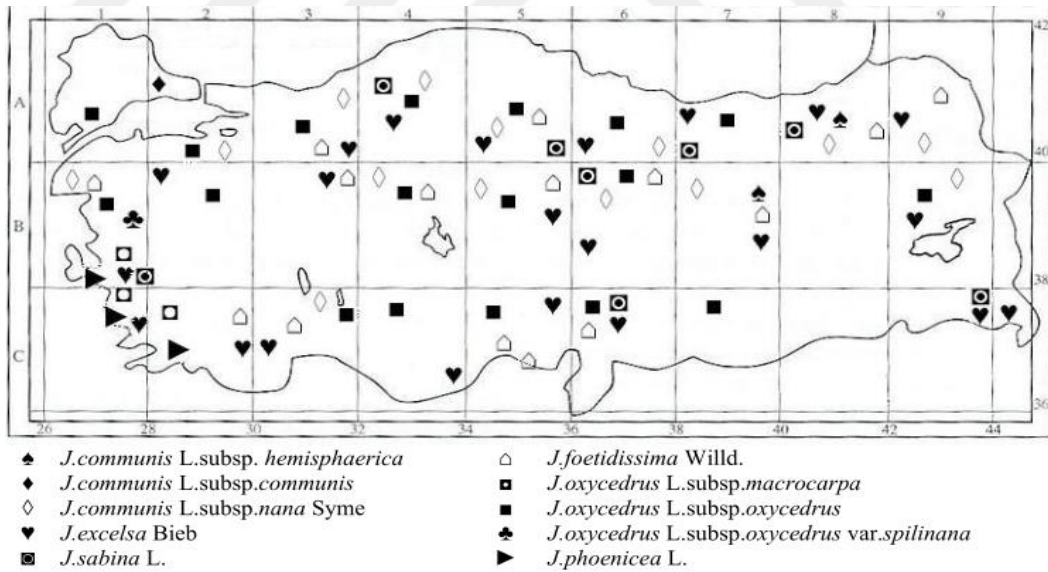 1 2 3 4 5 6 7 8 9
42
A
40
B
38
C
36
26 28 30 32 34 36 38 40 42 44
♠ J.communis L.subsp. hemisphaerica
♦ J.communis L.subsp.communis
◊ J.communis L.subsp.nana Syme
♥ J.excelsa Bieb
J.sabina L.
J.foetidissima Willd.
J.oxycedrus L.subsp.macrocarpa
■ J.oxycedrus L.subsp.oxycedrus
♣ J.oxycedrus L.subsp.oxycedrus var.spilinana
► J.phoenicea L.